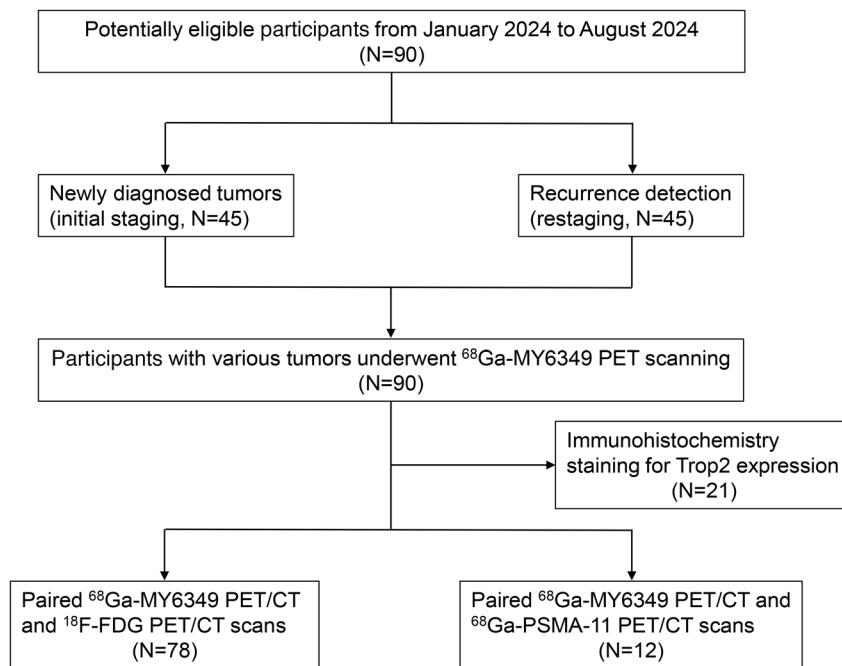 Potentially eligible participants from January 2024 to August 2024
(N=90)
Newly diagnosed tumors
(initial staging, N=45)
Recurrence detection
(restaging, N=45)
Participants with various tumors underwent ⁶⁸Ga-MY6349 PET scanning
(N=90)
Immunohistochemistry
staining for Trop2 expression
(N=21)
Paired ⁶⁸Ga-MY6349 PET/CT
and ¹⁸F-FDG PET/CT scans
(N=78)
Paired ⁶⁸Ga-MY6349 PET/CT and
⁶⁸Ga-PSMA-11 PET/CT scans
(N=12)